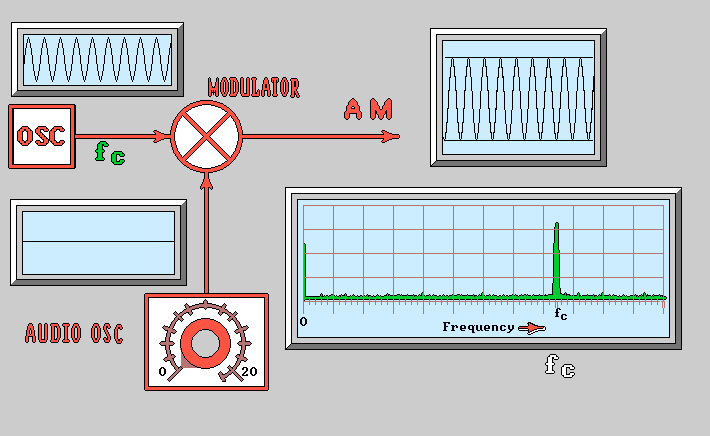 MODULATOR
AM
OSC
fc
AUDIO OSC
0 20
0 fc
Frequency
fc